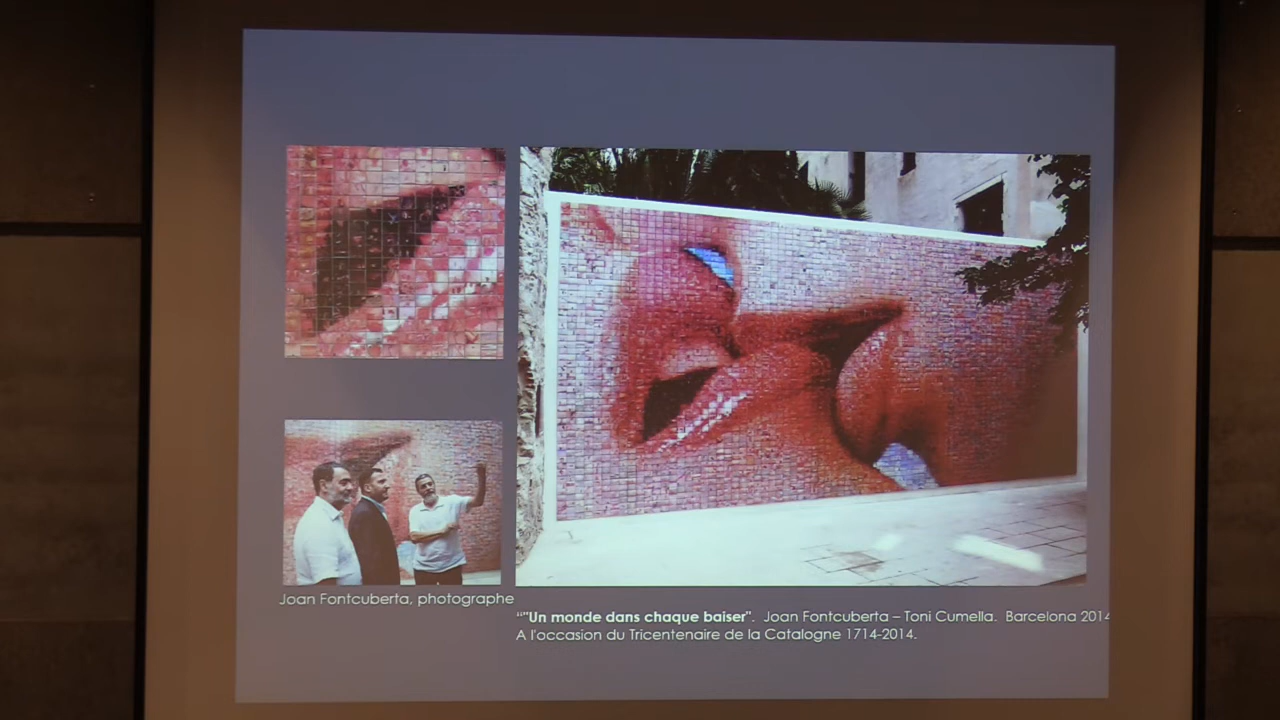 Joan Fontcuberta, photographe
""Un monde dans chaque baiser". Joan Fontcuberta – Toni Cumella. Barcelona 2014
A l'occasion du Tricentenaire de la Catalogne 1714-2014.